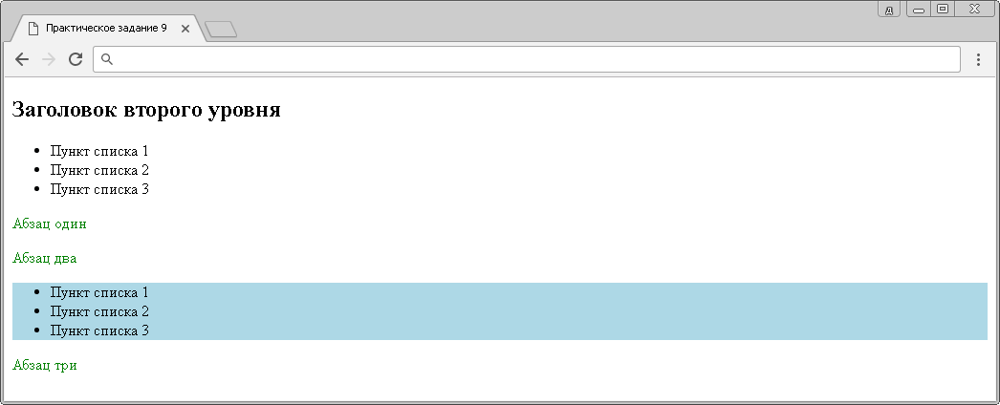 д
Практическое задание 9
Заголовок второго уровня
Пункт списка 1
Пункт списка 2
Пункт списка 3
Абзац один
Абзац два
Пункт списка 1
Пункт списка 2
Пункт списка 3
Абзац три